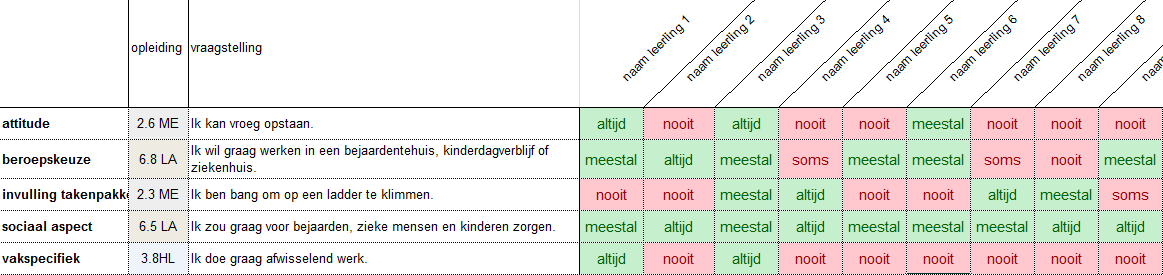 opleiding vraagstelling naam leerling 1 naam leerling 2 naam leerling 3 naam leerling 4 naam leerling 5 naam leerling 6 naam leerling 7 naam leerling 8 naam
attitude 2.6 ME Ik kan vroeg opstaan. altijd nooit altijd nooit nooit meestal nooit nooit nooit
beroepskeuze 6.8 LA Ik wil graag werken in een bejaardentehuis, kinderdagverblijf of
ziekenhuis. meestal altijd meestal soms meestal meestal soms nooit meestal
invulling takenpakke 2.3 ME Ik ben bang om op een ladder te klimmen. nooit nooit meestal altijd nooit nooit altijd meestal soms
sociaal aspect 6.5 LA Ik zou graag voor bejaarden, zieke mensen en kinderen zorgen. meestal altijd meestal altijd meestal meestal meestal altijd altijd
vakspecifiek 3.8HL Ik doe graag afwisselend werk. altijd nooit altijd nooit nooit nooit nooit nooit nooit